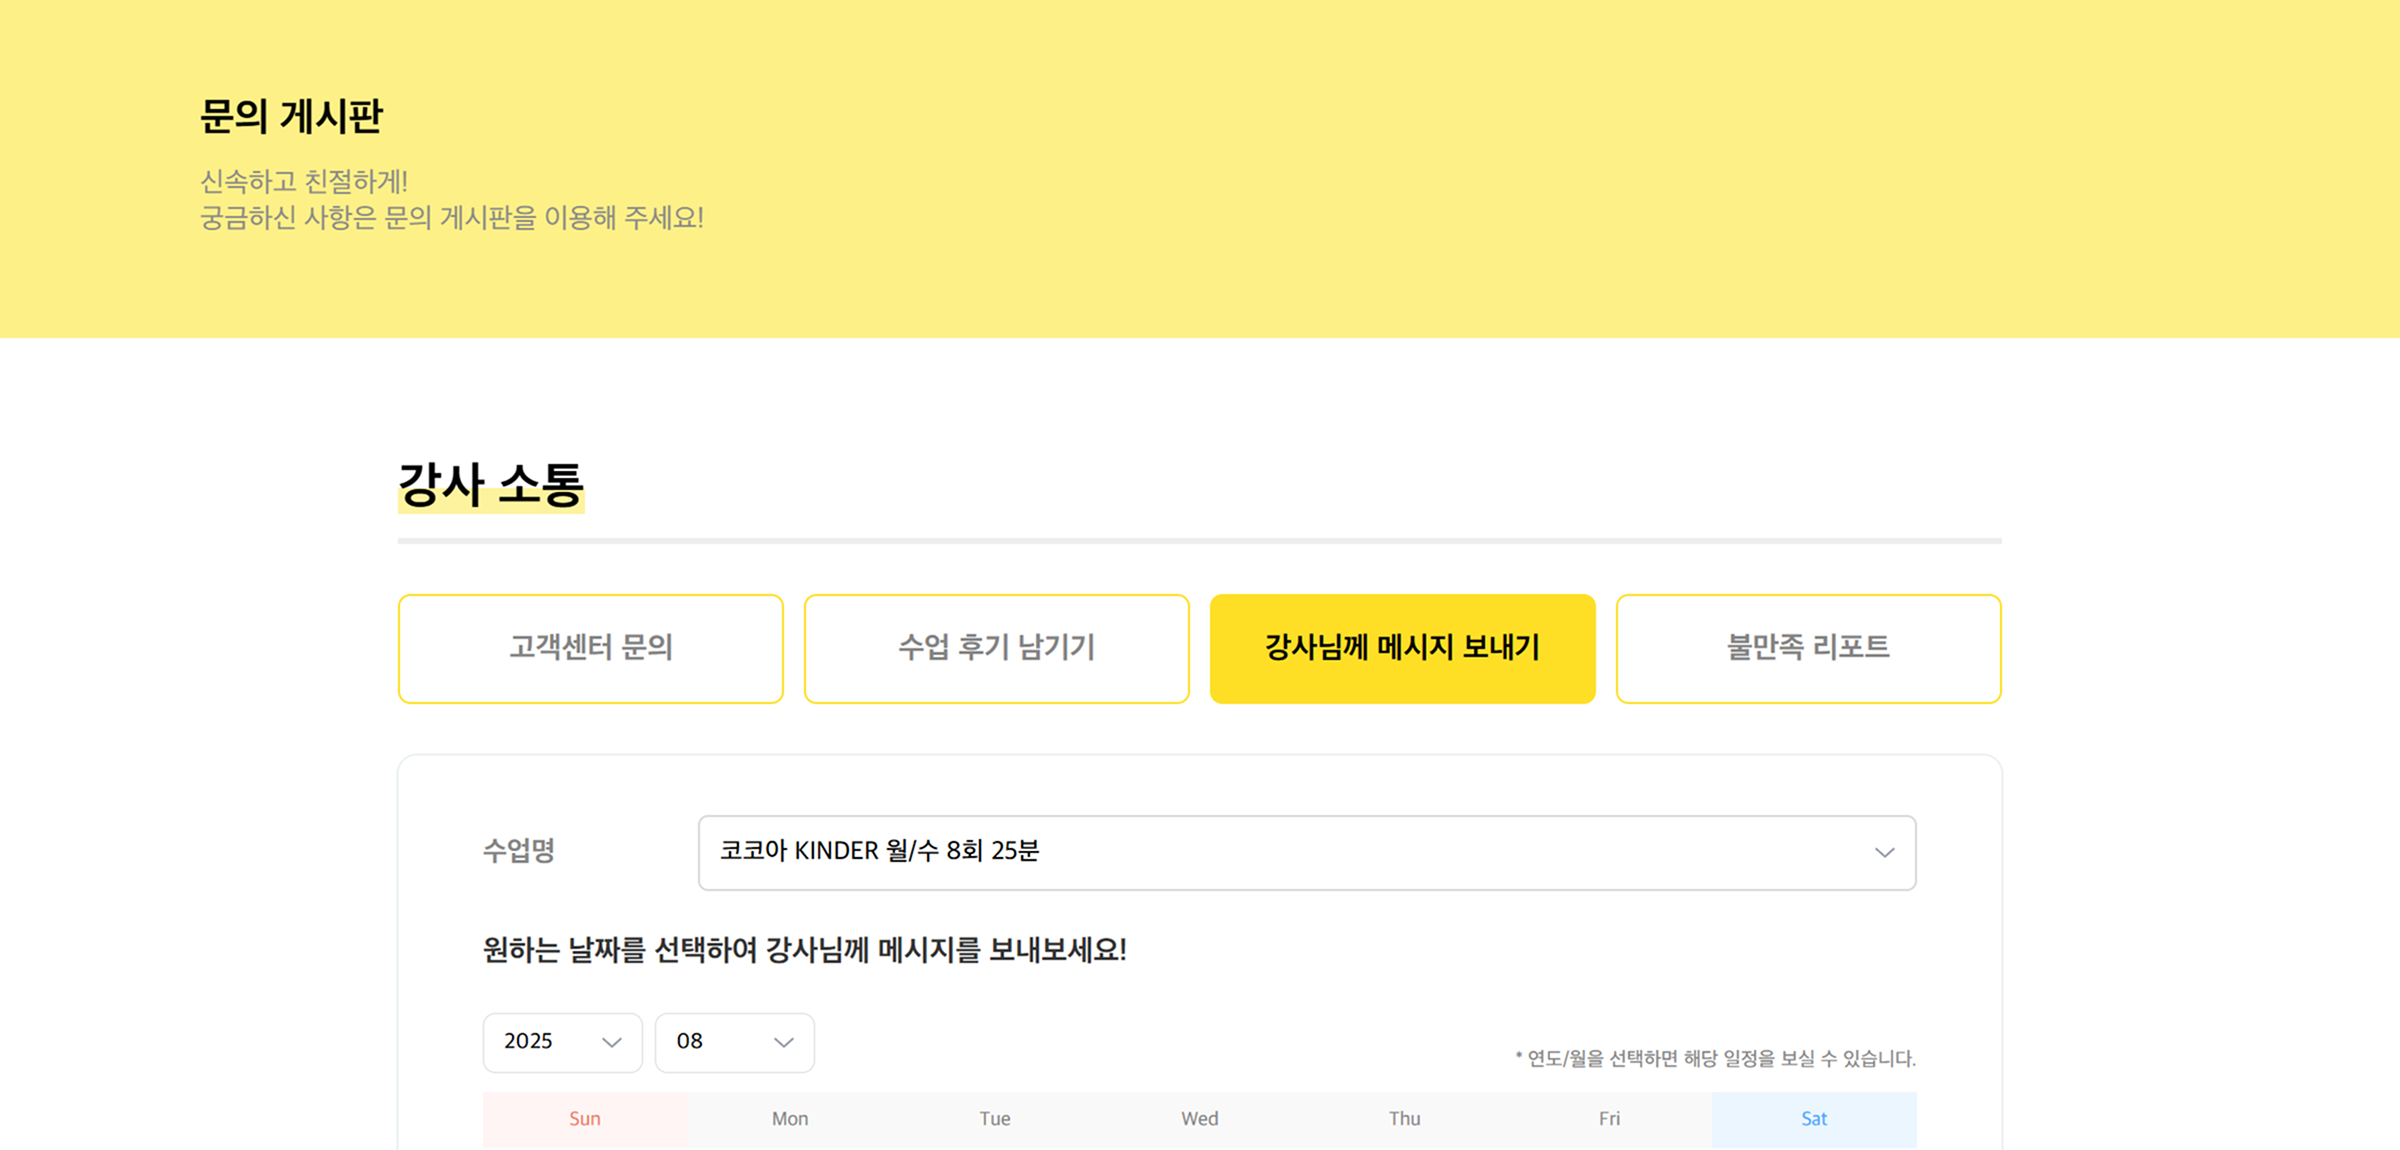 문의 게시판
신속하고 친절하게!
궁금하신 사항은 문의 게시판을 이용해 주세요!
강사 소통
고객센터 문의
수업 후기 남기기
강사님께 메시지 보내기
불만족 리포트
수업명
코코아 KINDER 월/수 8회 25분
원하는 날짜를 선택하여 강사님께 메시지를 보내보세요!
2025
08
* 연도/월을 선택하면 해당 일정을 보실 수 있습니다.
Sun Mon Tue Wed Thu Fri Sat